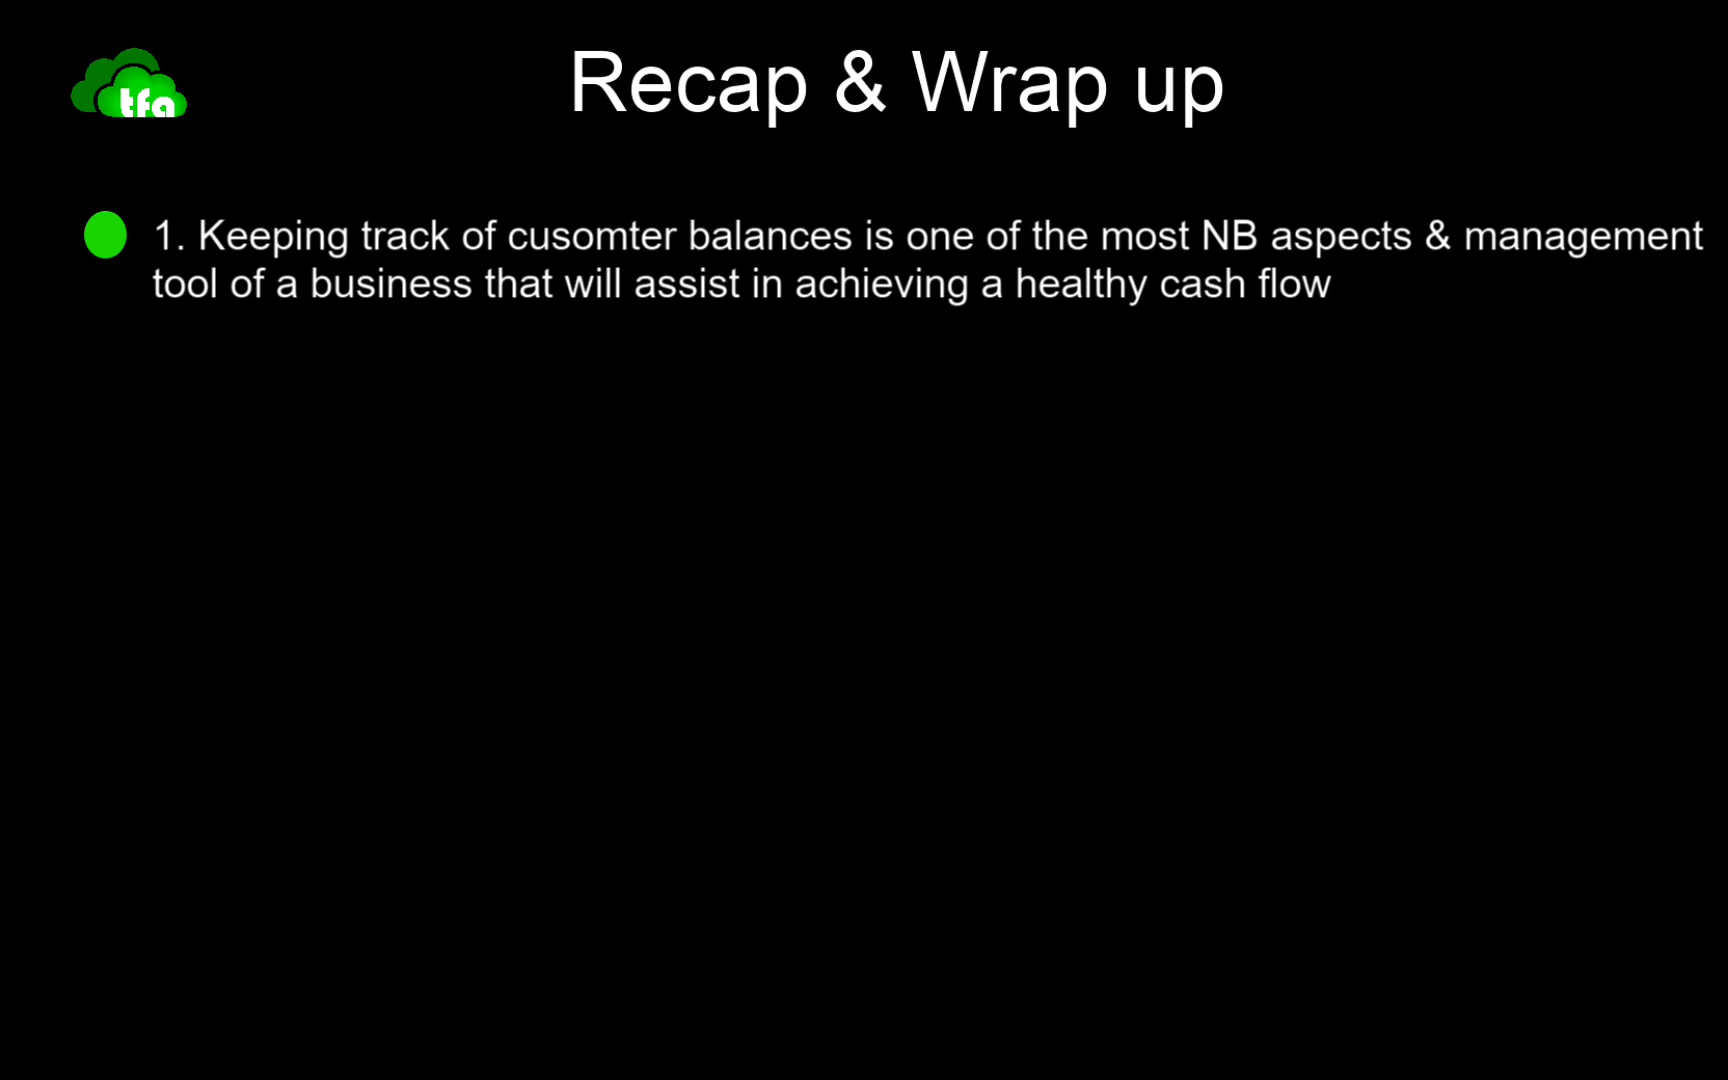 tfa
Recap & Wrap up
1. Keeping track of cusomter balances is one of the most NB aspects & management
tool of a business that will assist in achieving a healthy cash flow